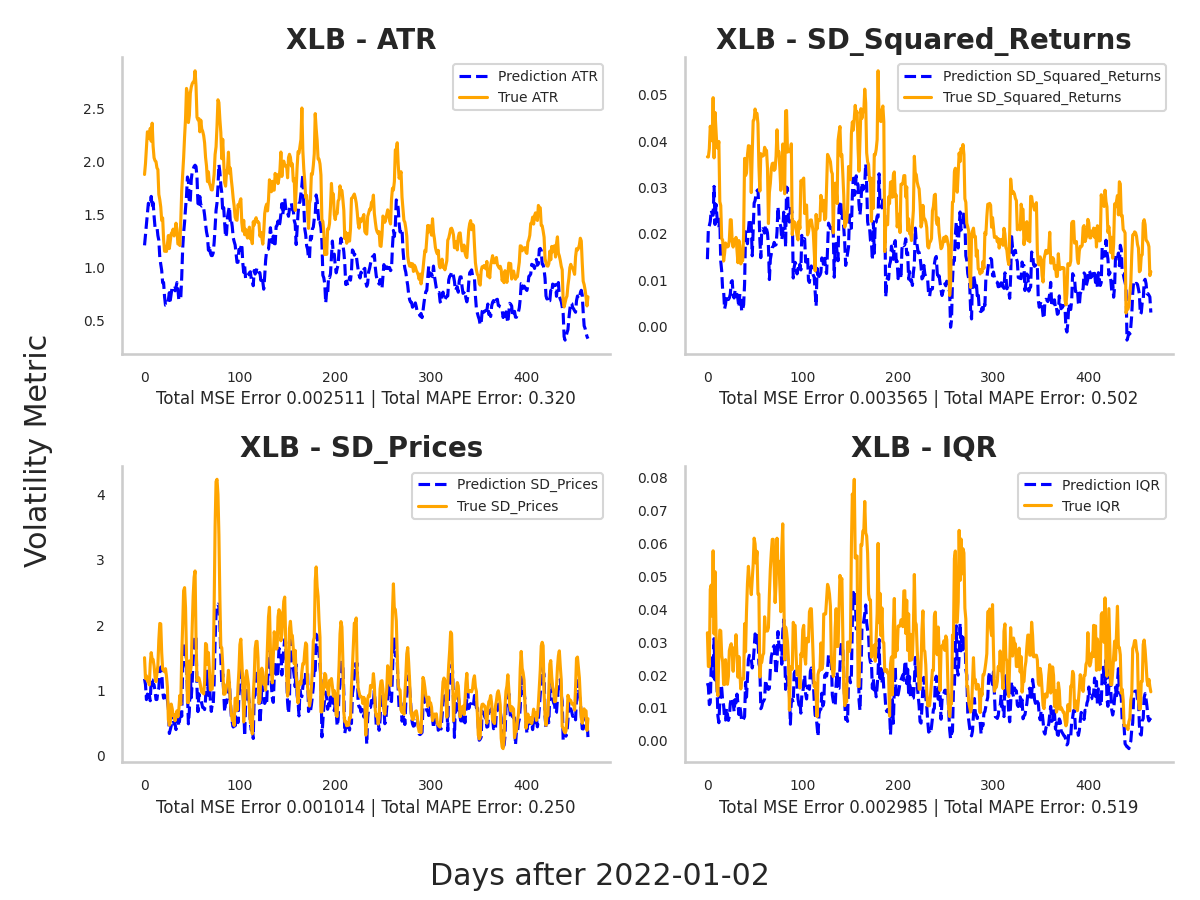 XLB - ATR
Prediction ATR
True ATR
2.5
2.0
1.5
1.0
0.5
0 100 200 300 400
Total MSE Error 0.002511 | Total MAPE Error: 0.320
XLB - SD_Squared_Returns
Prediction SD_Squared_Returns
True SD_Squared_Returns
0.05
0.04
0.03
0.02
0.01
0.00
0 100 200 300 400
Total MSE Error 0.003565 | Total MAPE Error: 0.502
Volatility Metric
XLB - SD_Prices
Prediction SD_Prices
True SD_Prices
4
3
2
1
0
0 100 200 300 400
Total MSE Error 0.001014 | Total MAPE Error: 0.250
XLB - IQR
Prediction IQR
True IQR
0.08
0.07
0.06
0.05
0.04
0.03
0.02
0.01
0.00
0 100 200 300 400
Total MSE Error 0.002985 | Total MAPE Error: 0.519
Days after 2022-01-02